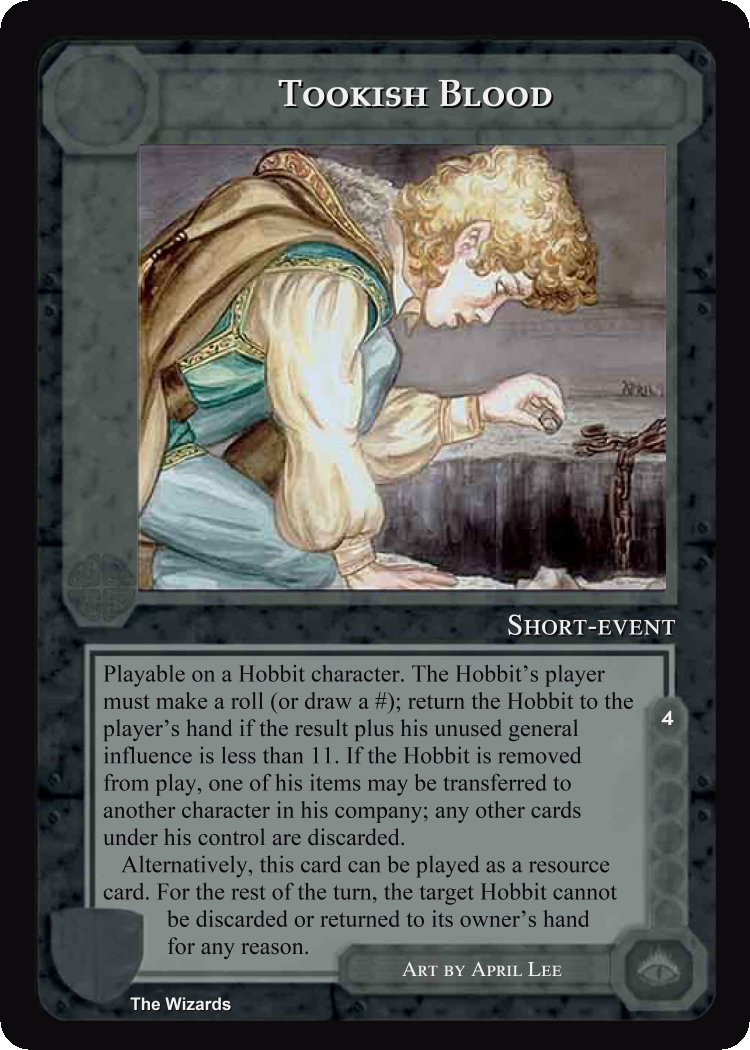 Tookish Blood
April
Short-event
Playable on a Hobbit character. The Hobbit's player
must make a roll (or draw a #); return the Hobbit to the
player's hand if the result plus his unused general
influence is less than 11. If the Hobbit is removed
from play, one of his items may be transferred to
another character in his company; any other cards
under his control are discarded.
Alternatively, this card can be played as a resource
card. For the rest of the turn, the target Hobbit cannot
be discarded or returned to its owner's hand
for any reason.
4
Art by April Lee
The Wizards